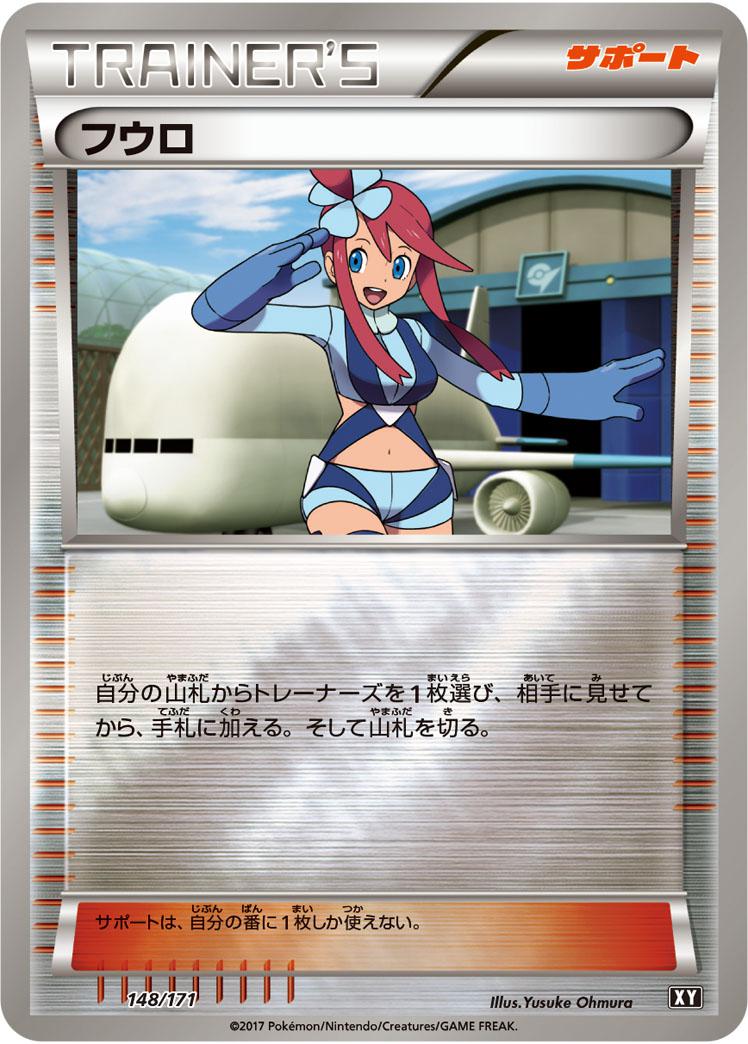 TRAINER'S
サポート
フウロ
自分の山札からトレーナーズを1枚選び、相手に見せて
から、手札に加える。そして山札を切る。
サポートは、自分の番に1枚しか使えない。
148/171
Illus.Yusuke Ohmura
XY
©2017 Pokémon/Nintendo/Creatures/GAME FREAK.